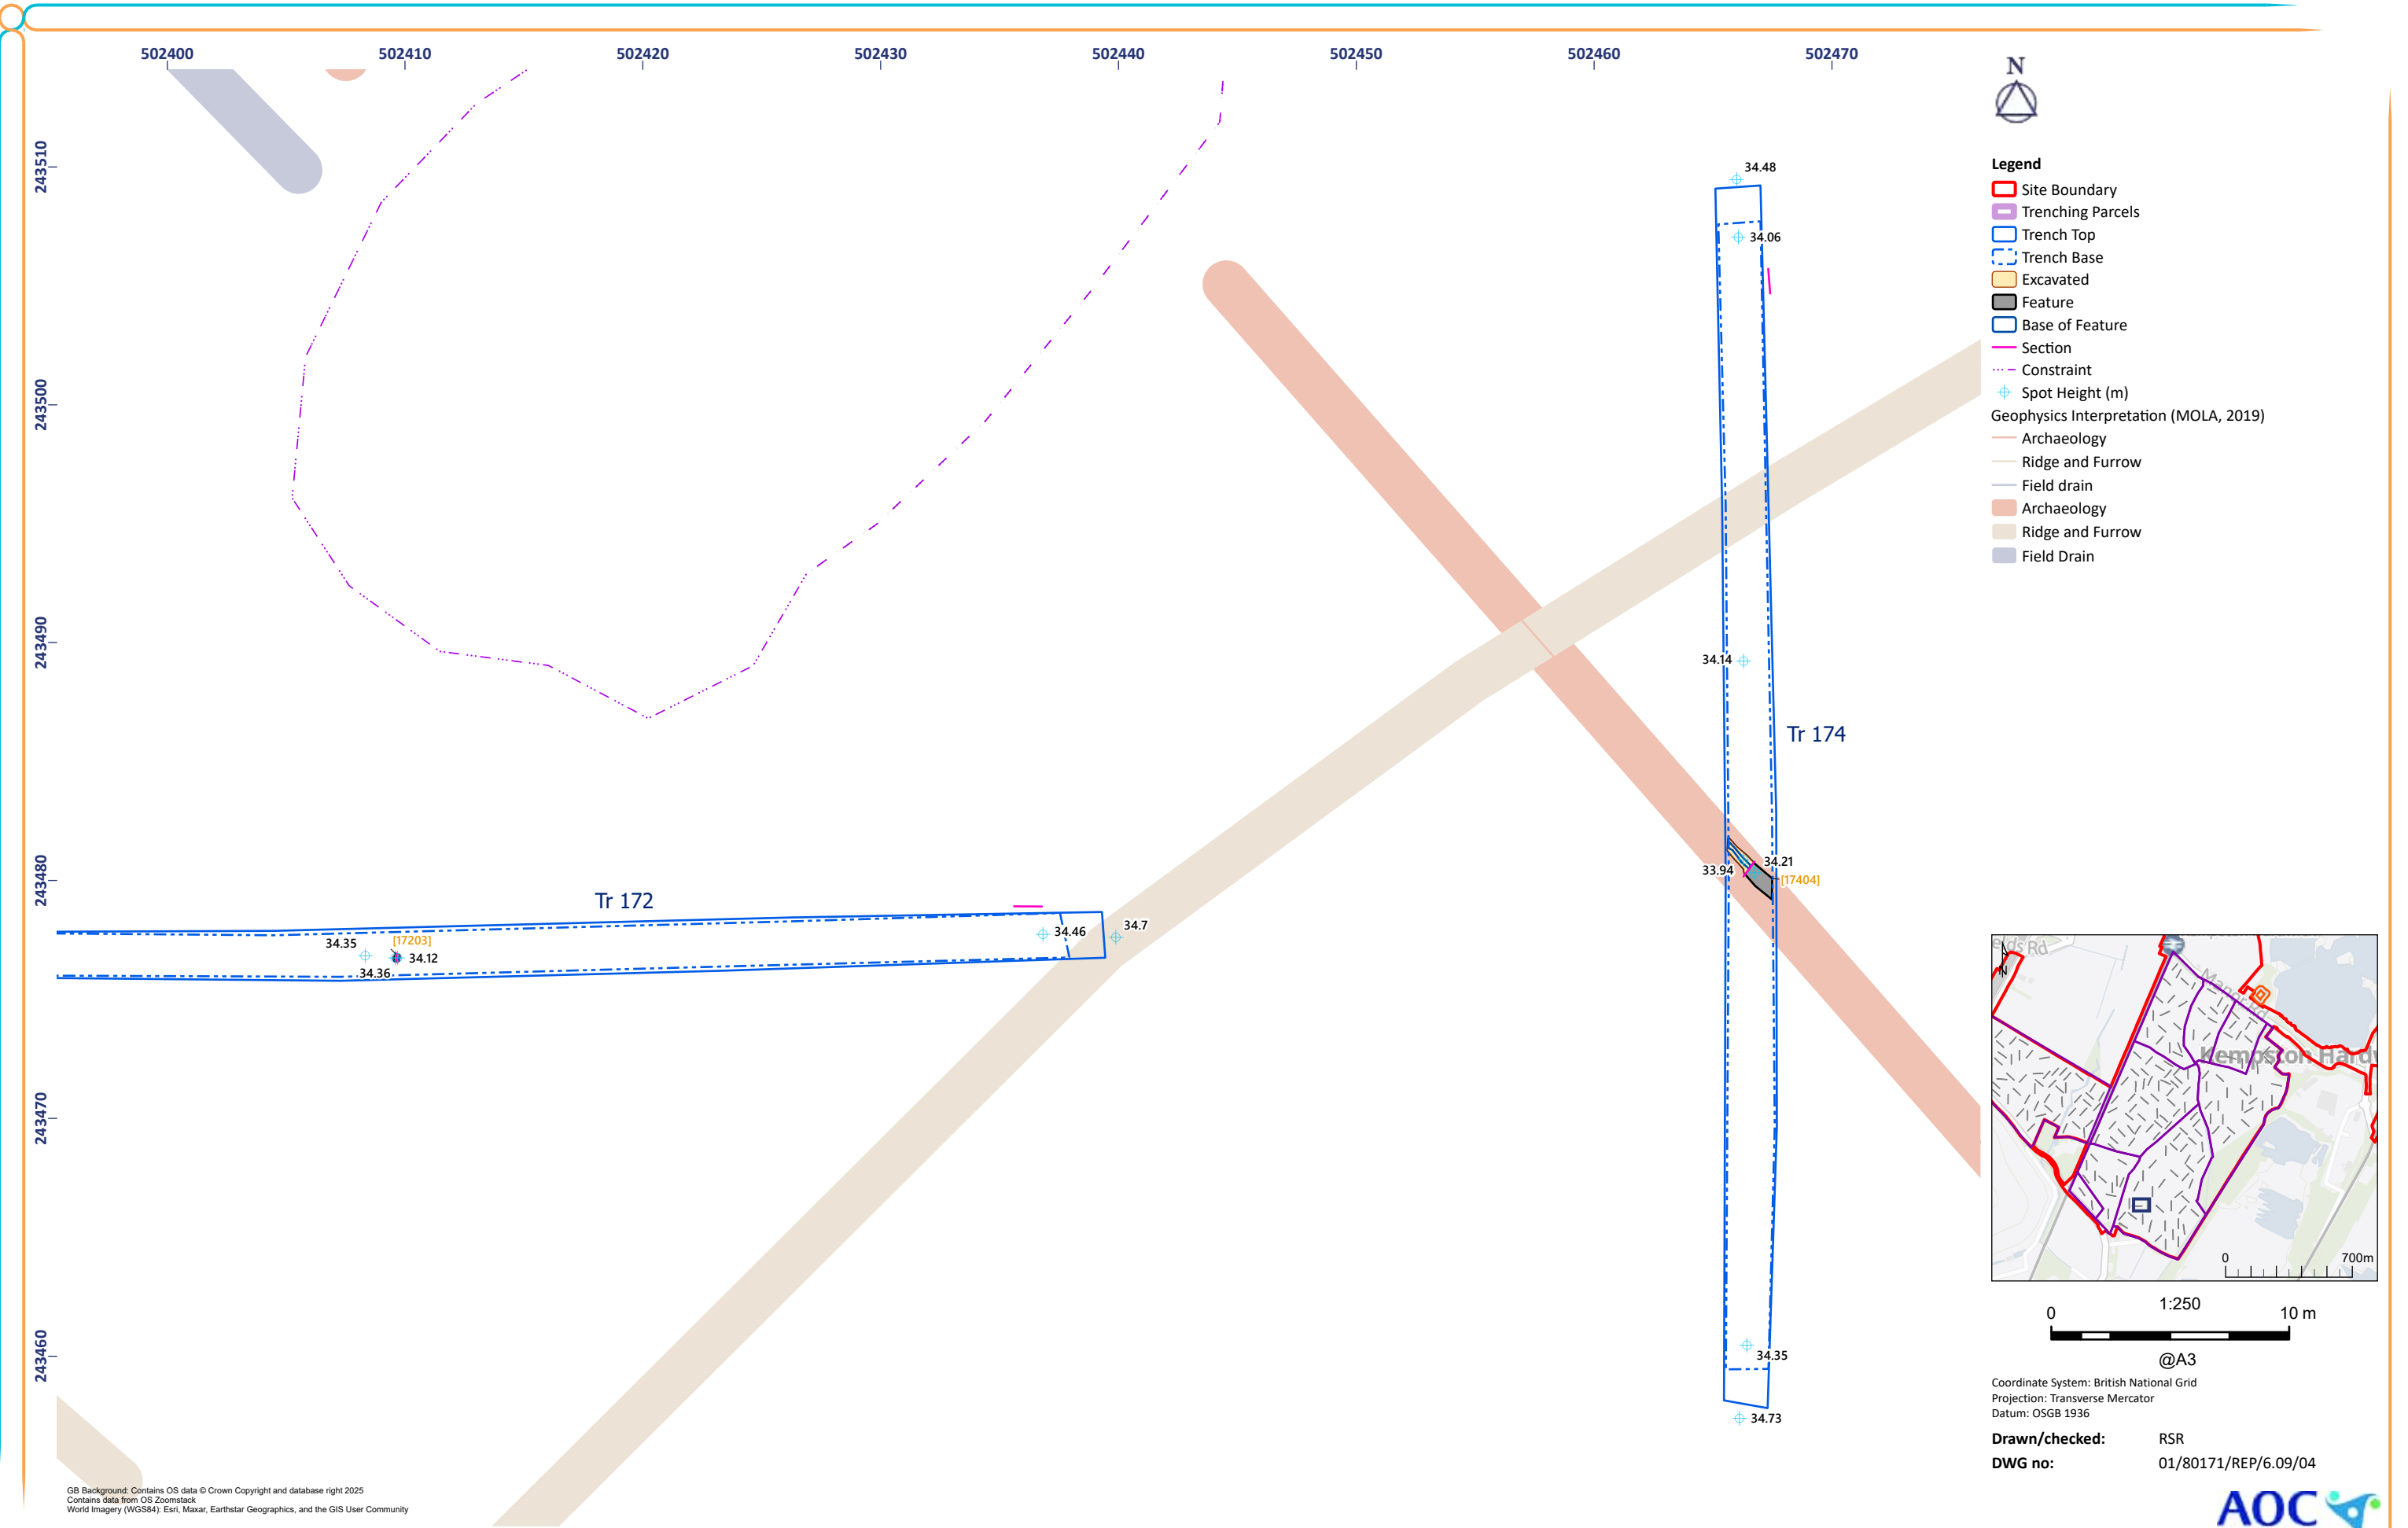 502400 502410 502420 502430 502440 502450 502460 502470
243510
243500
243490
243480
243470
243460
34.48
34.06
34.14
Tr 174
34.21
33.94
[17404]
34.35
34.73
Tr 172
34.35
[17203]
34.12
34.36
34.46
34.7
N
Legend
Site Boundary
Trenching Parcels
Trench Top
Trench Base
Excavated
Feature
Base of Feature
Section
Constraint
Spot Height (m)
Geophysics Interpretation (MOLA, 2019)
Archaeology
Ridge and Furrow
Field drain
Archaeology
Ridge and Furrow
Field Drain
elds Rd
N
Manor Rd
Kempston Hardw
0 700m
1:250
0 10 m
@A3
Coordinate System: British National Grid
Projection: Transverse Mercator
Datum: OSGB 1936
Drawn/checked: RSR
DWG no: 01/80171/REP/6.09/04
AOC
GB Background: Contains OS data © Crown Copyright and database right 2025
Contains data from OS Zoomstack
World Imagery (WGS84): Esri, Maxar, Earthstar Geographics, and the GIS User Community